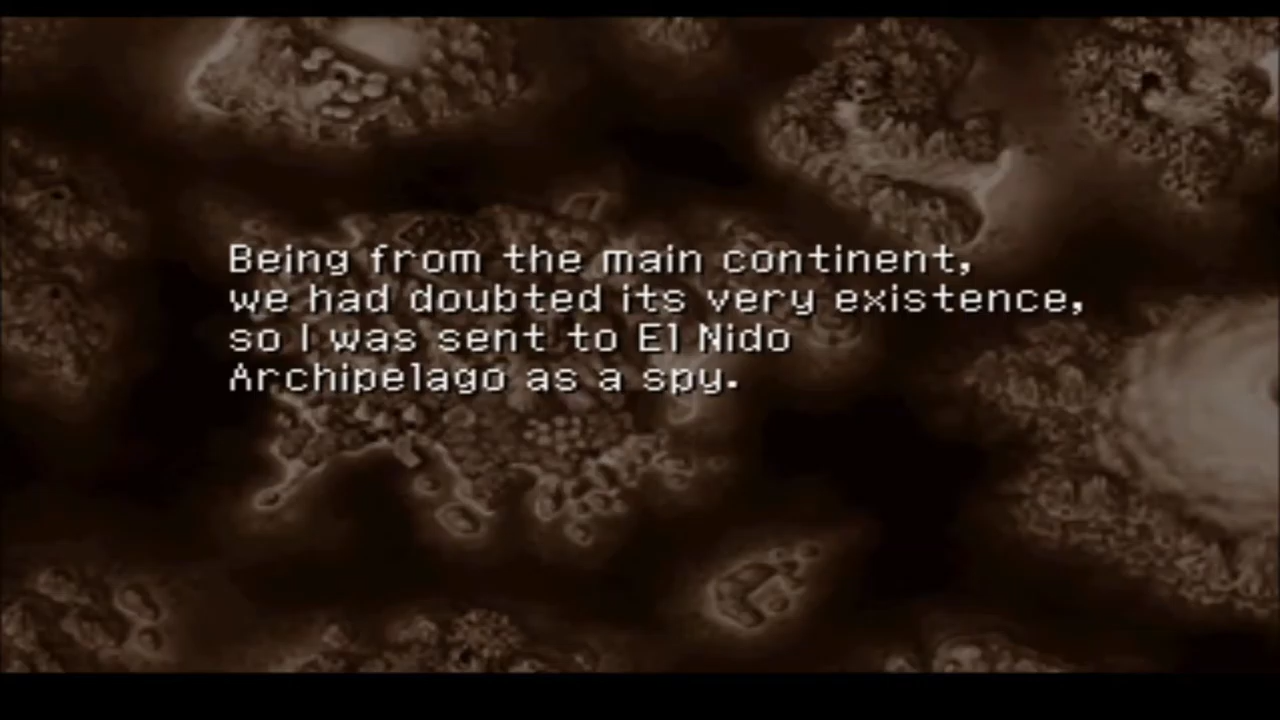 Being from the main continent,
we had doubted its very existence,
so I was sent to El Nido
Archipelago as a spy.